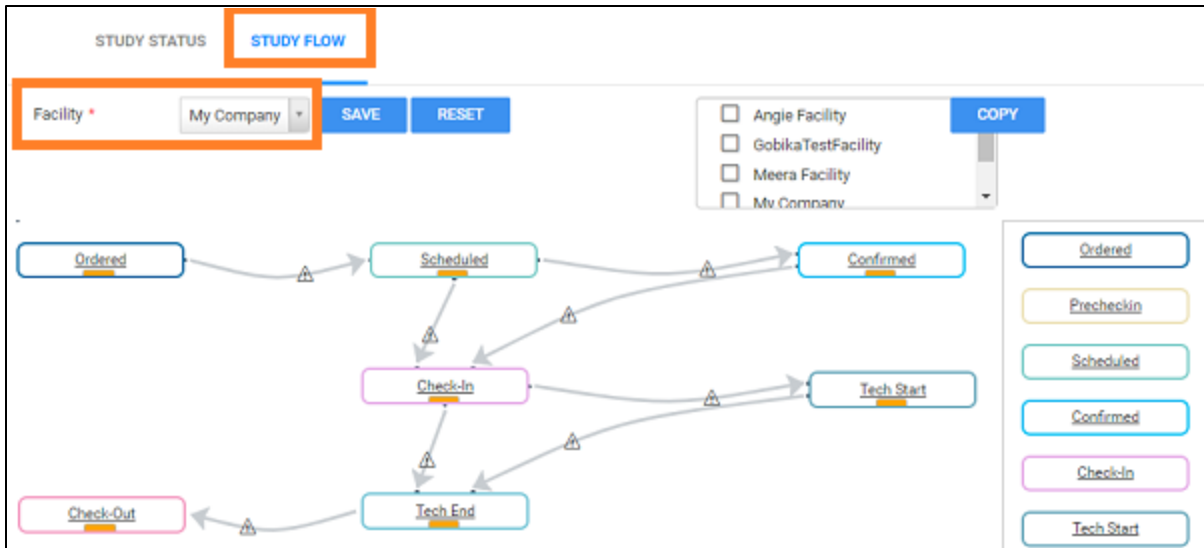 STUDY STATUS STUDY FLOW
Facility * My Company SAVE RESET
Angie Facility
GobikaTestFacility
Meera Facility
My Company
COPY
Ordered Scheduled Confirmed
Check-In Tech Start
Check-Out Tech End
Ordered
Precheckin
Scheduled
Confirmed
Check-In
Tech Start